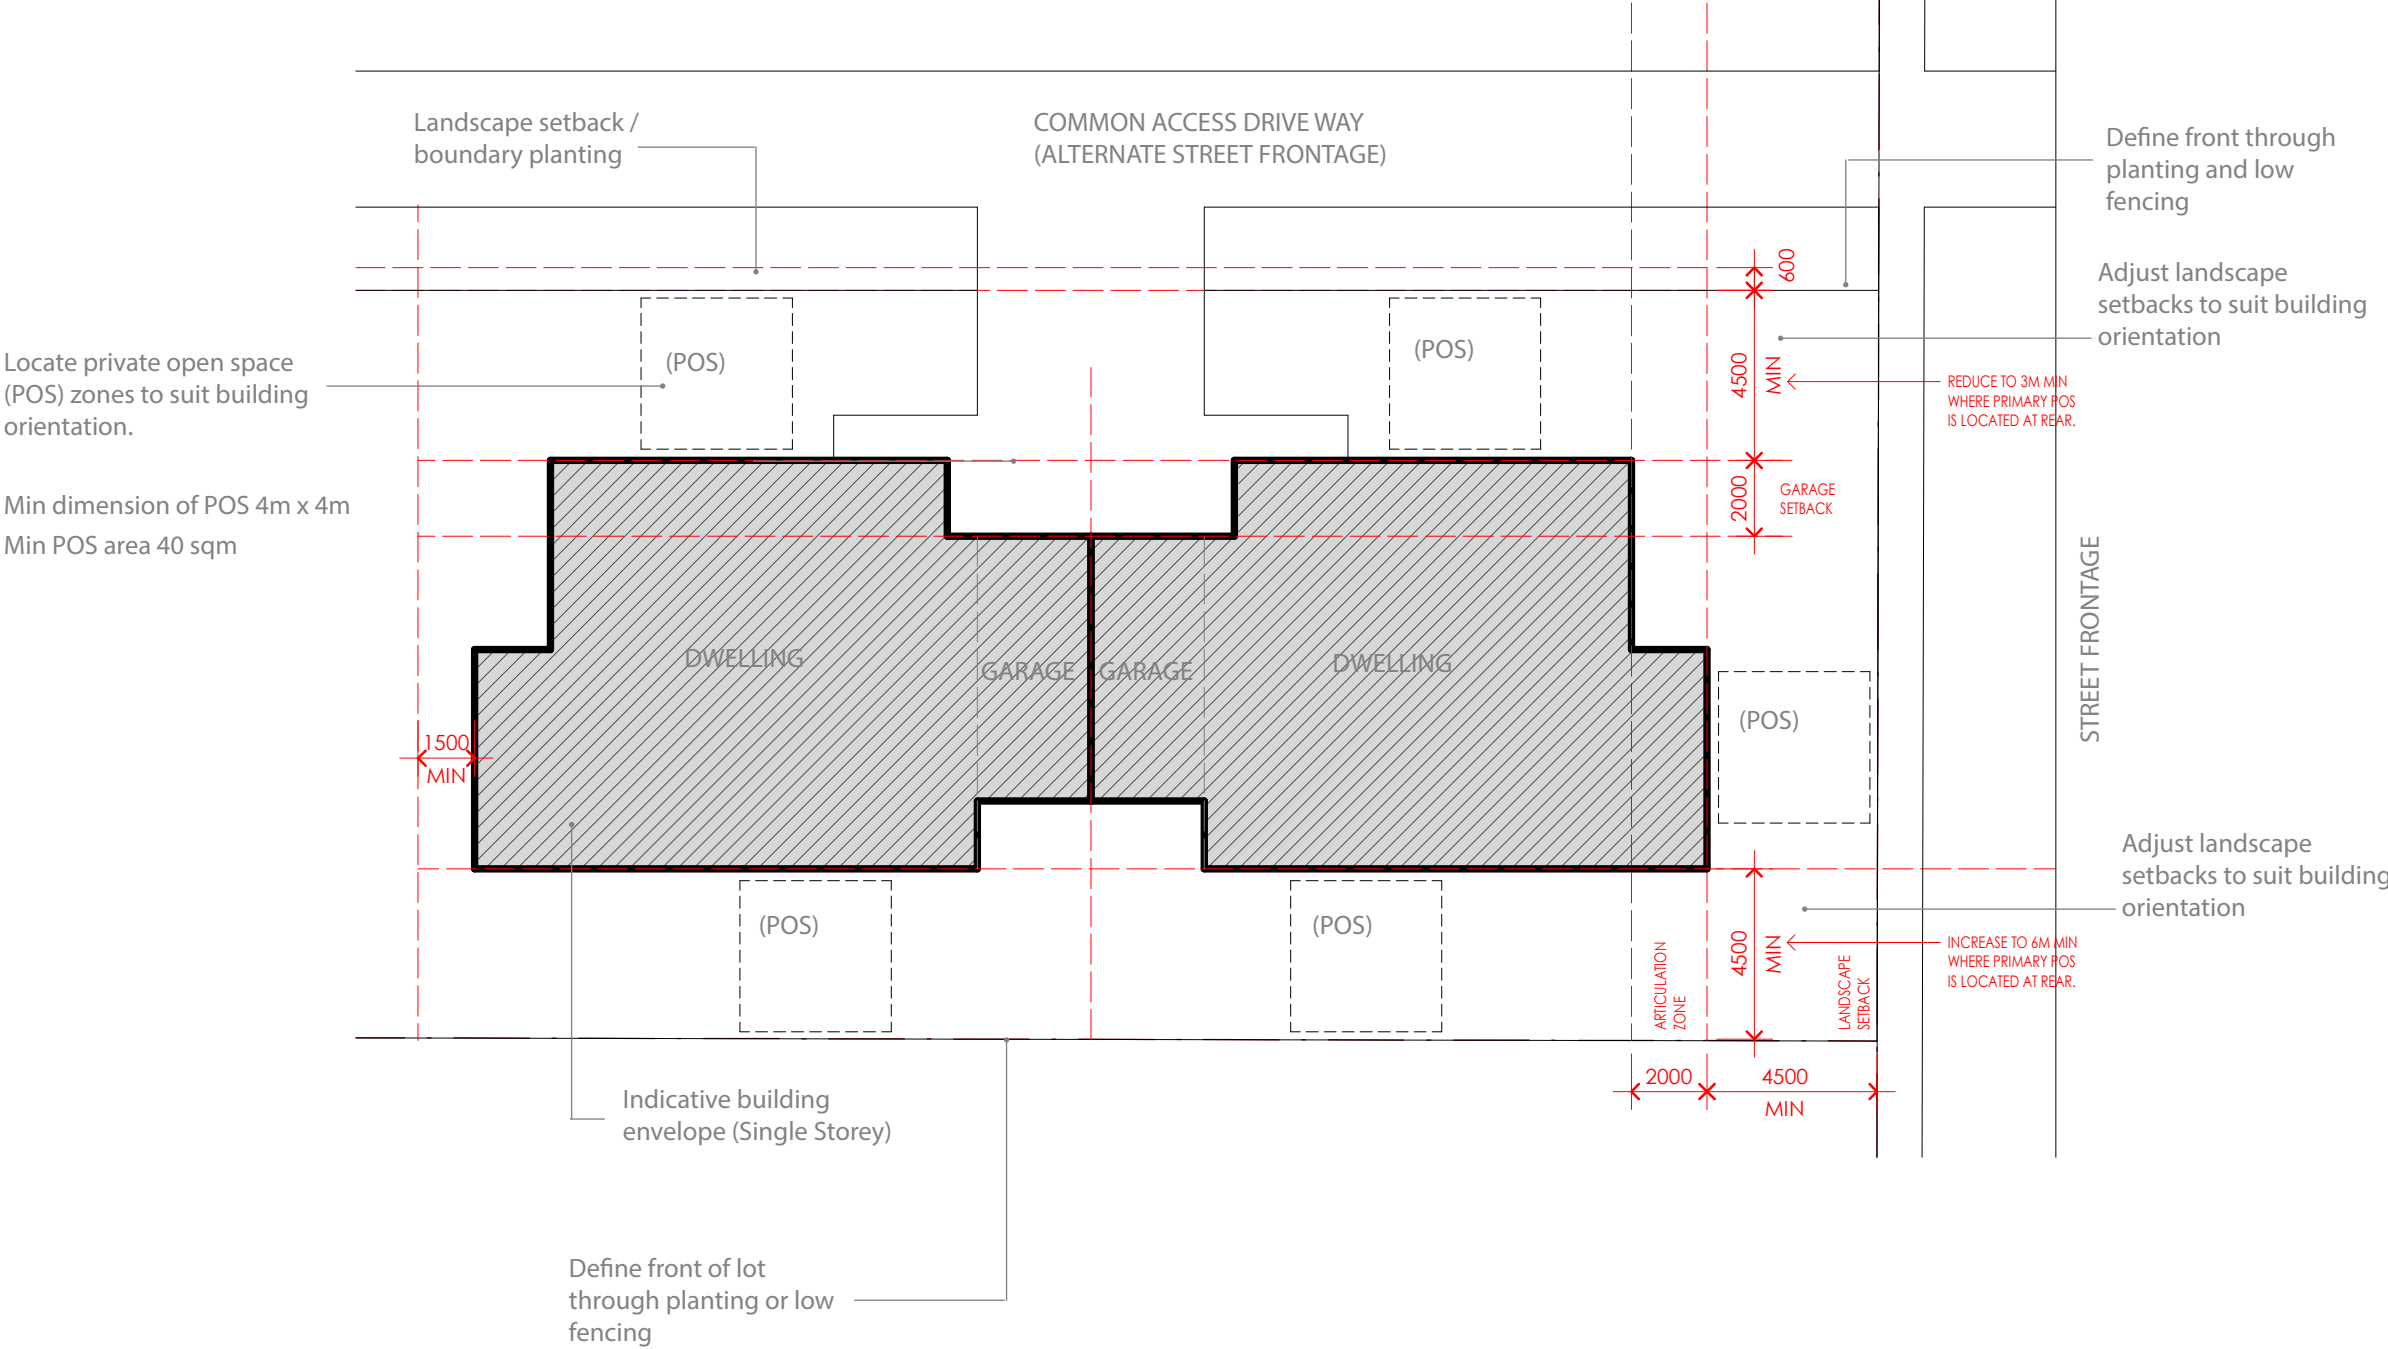 Landscape setback /
boundary planting
COMMON ACCESS DRIVE WAY
(ALTERNATE STREET FRONTAGE)
Define front through
planting and low
fencing
600
Adjust landscape
setbacks to suit building
orientation
Locate private open space
(POS) zones to suit building
orientation.
(POS)
(POS)
4500
MIN
REDUCE TO 3M MIN
WHERE PRIMARY POS
IS LOCATED AT REAR.
Min dimension of POS 4m x 4m
Min POS area 40 sqm
2000
GARAGE
SETBACK
STREET FRONTAGE
DWELLING
GARAGE
GARAGE
DWELLING
(POS)
1500
MIN
Adjust landscape
setbacks to suit building
orientation
(POS)
(POS)
4500
MIN
INCREASE TO 6M MIN
WHERE PRIMARY POS
IS LOCATED AT REAR.
ARTICULATION
ZONE
LANDSCAPE
SETBACK
2000
4500
MIN
Indicative building
envelope (Single Storey)
Define front of lot
through planting or low
fencing